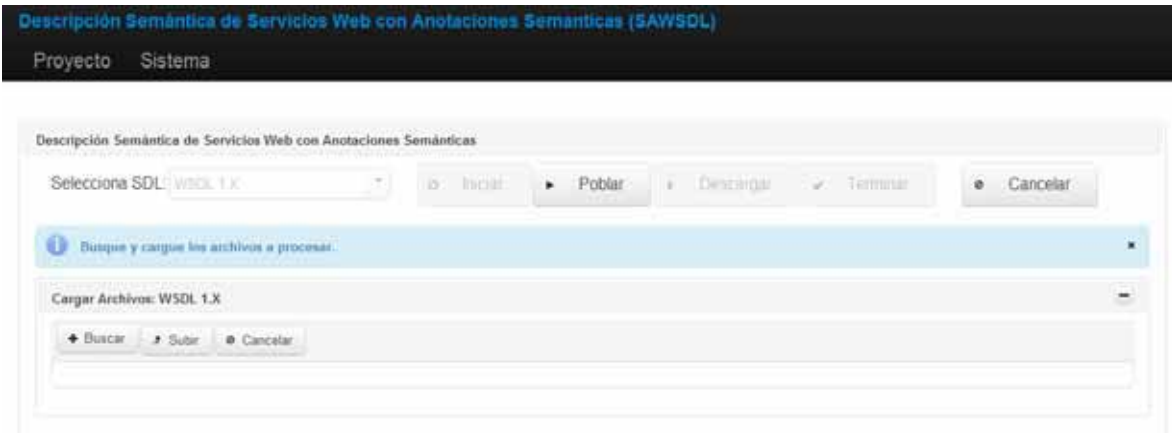 Descripción Semántica de Servicios Web con Anotaciones Semanticas (SAWSDL)
Proyecto Sistema
Descripción Semántica de Servicios Web con Anotaciones Semánticas
Selecciona SDL: WSDL 1.X Iniciar Poblar Descargar Terminar Cancelar
Busque y cargue los archivos a procesar.
Cargar Archivos: WSDL 1.X
Buscar Subir Cancelar